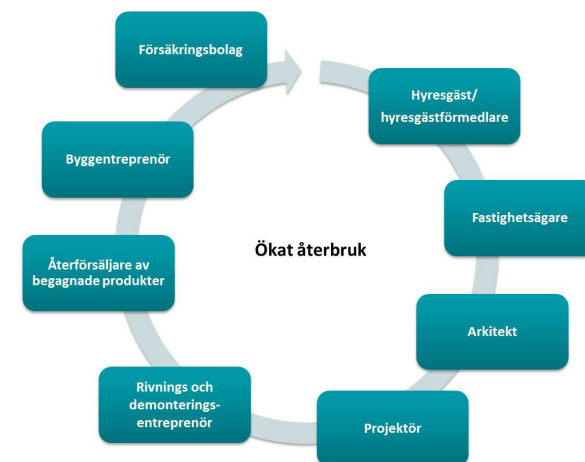 Försäkringsbolag
Hyresgäst/
hyresgästförmedlare
Fastighetsägare
Arkitekt
Projektör
Rivnings och
demonterings-
entreprenör
Återförsäljare av
begagnade produkter
Byggentreprenör
Ökat återbruk